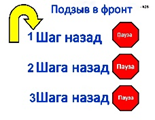 Подзыв в фронт
1 Шаг назад Пауза
2 Шага назад Пауза
3Шага назад Пауза